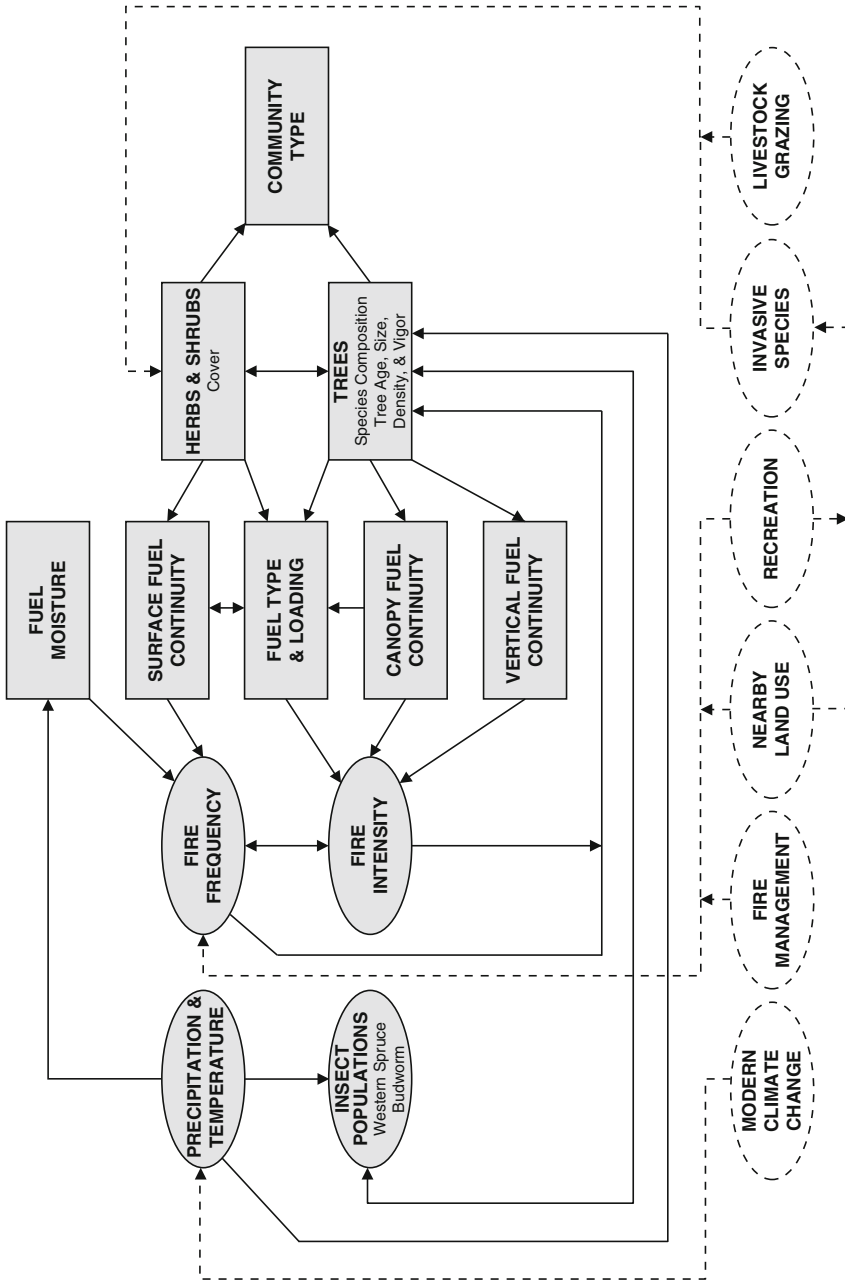 COMMUNITY
TYPE
HERBS & SHRUBS
Cover
TREES
Species Composition
Tree Age, Size,
Density, & Vigor
FUEL
MOISTURE
SURFACE FUEL
CONTINUITY
FUEL TYPE
& LOADING
CANOPY FUEL
CONTINUITY
VERTICAL FUEL
CONTINUITY
FIRE
FREQUENCY
FIRE
INTENSITY
PRECIPITATION &
TEMPERATURE
INSECT
POPULATIONS
Western Spruce
Budworm
MODERN
CLIMATE
CHANGE
FIRE
MANAGEMENT
NEARBY
LAND USE
RECREATION
INVASIVE
SPECIES
LIVESTOCK
GRAZING